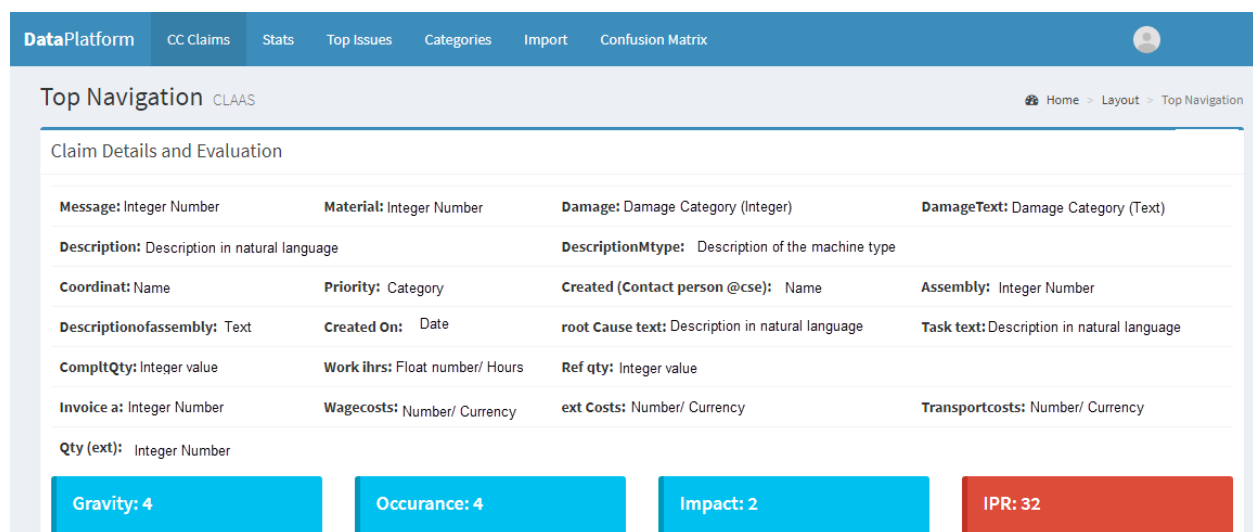 DataPlatform CC Claims Stats Top Issues Categories Import Confusion Matrix
Top Navigation CLAAS Home > Layout > Top Navigation
Claim Details and Evaluation
Message: Integer Number Material: Integer Number Damage: Damage Category (Integer) DamageText: Damage Category (Text)
Description: Description in natural language DescriptionMtype: Description of the machine type
Coordinat: Name Priority: Category Created (Contact person @cse): Name Assembly: Integer Number
Descriptionofassembly: Text Created On: Date root Cause text: Description in natural language Task text: Description in natural language
CompltQty: Integer value Work ihrs: Float number/ Hours Ref qty: Integer value
Invoice a: Integer Number Wagecosts: Number/ Currency ext Costs: Number/ Currency Transportcosts: Number/ Currency
Qty (ext): Integer Number
Gravity: 4 Occurance: 4 Impact: 2 IPR: 32